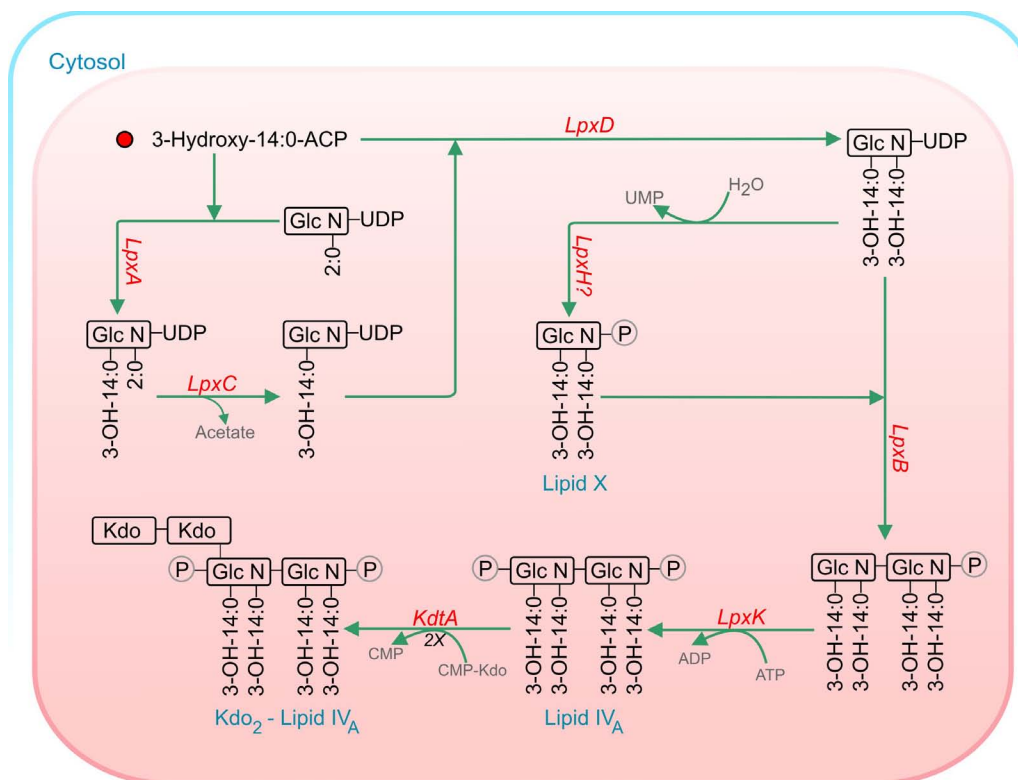 Cytosol
3-Hydroxy-14:0-ACP
LpxD
Glc N
UDP
3-OH-14:0
3-OH-14:0
UMP
H2O
Glc N
UDP
2:0
LpxA
LpxH?
Glc N
UDP
3-OH-14:0
2:0
Glc N
UDP
3-OH-14:0
Glc N
P
3-OH-14:0
3-OH-14:0
LpxC
Acetate
LpxB
Lipid X
Kdo
Kdo
P
Glc N
Glc N
P
3-OH-14:0
3-OH-14:0
3-OH-14:0
3-OH-14:0
KdtA
2X
CMP
CMP-Kdo
P
Glc N
Glc N
P
3-OH-14:0
3-OH-14:0
3-OH-14:0
3-OH-14:0
LpxK
ADP
ATP
Glc N
Glc N
P
3-OH-14:0
3-OH-14:0
3-OH-14:0
3-OH-14:0
Kdo2 - Lipid IVA
Lipid IVA